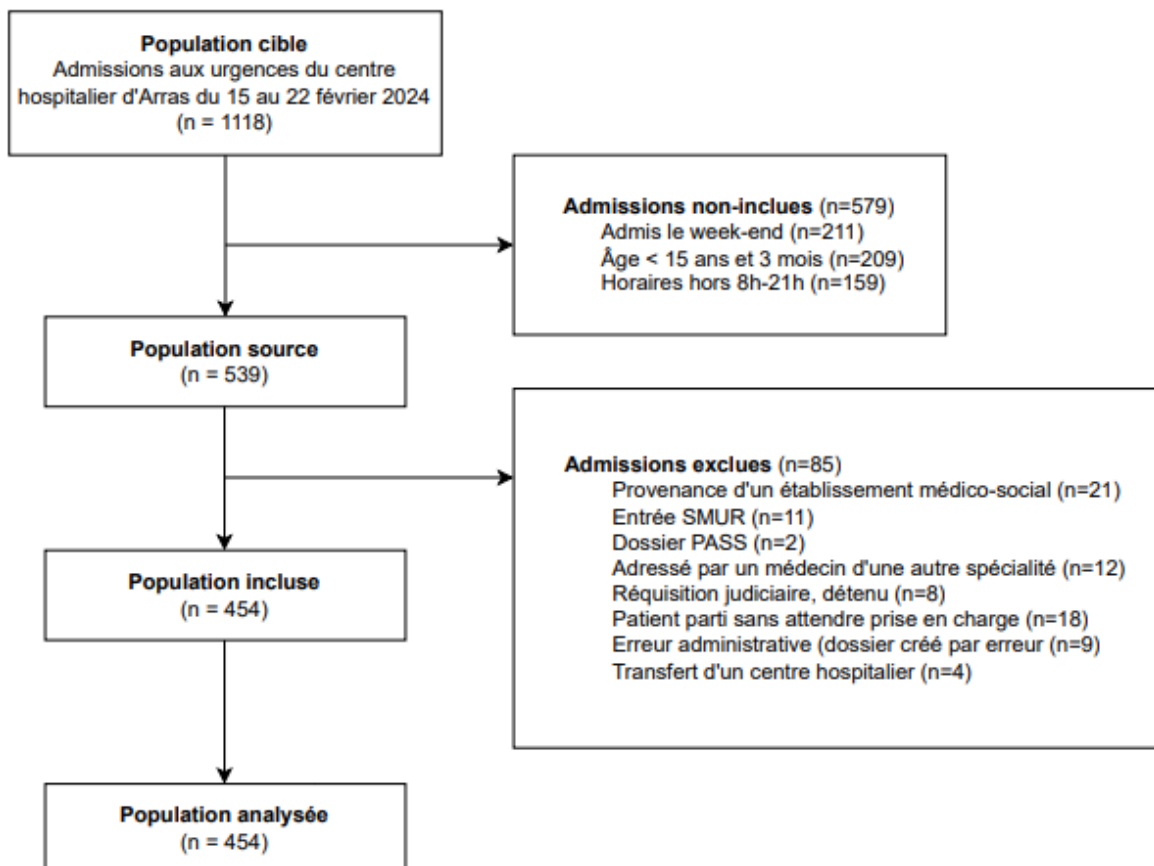 Population cible
Admissions aux urgences du centre
hospitalier d'Arras du 15 au 22 février 2024
(n = 1118)
Admissions non-inclues (n=579)
Admis le week-end (n=211)
Âge < 15 ans et 3 mois (n=209)
Horaires hors 8h-21h (n=159)
Population source
(n = 539)
Admissions exclues (n=85)
Provenance d'un établissement médico-social (n=21)
Entrée SMUR (n=11)
Dossier PASS (n=2)
Adressé par un médecin d'une autre spécialité (n=12)
Réquisition judiciaire, détenu (n=8)
Patient parti sans attendre prise en charge (n=18)
Erreur administrative (dossier créé par erreur (n=9)
Transfert d'un centre hospitalier (n=4)
Population incluse
(n = 454)
Population analysée
(n = 454)